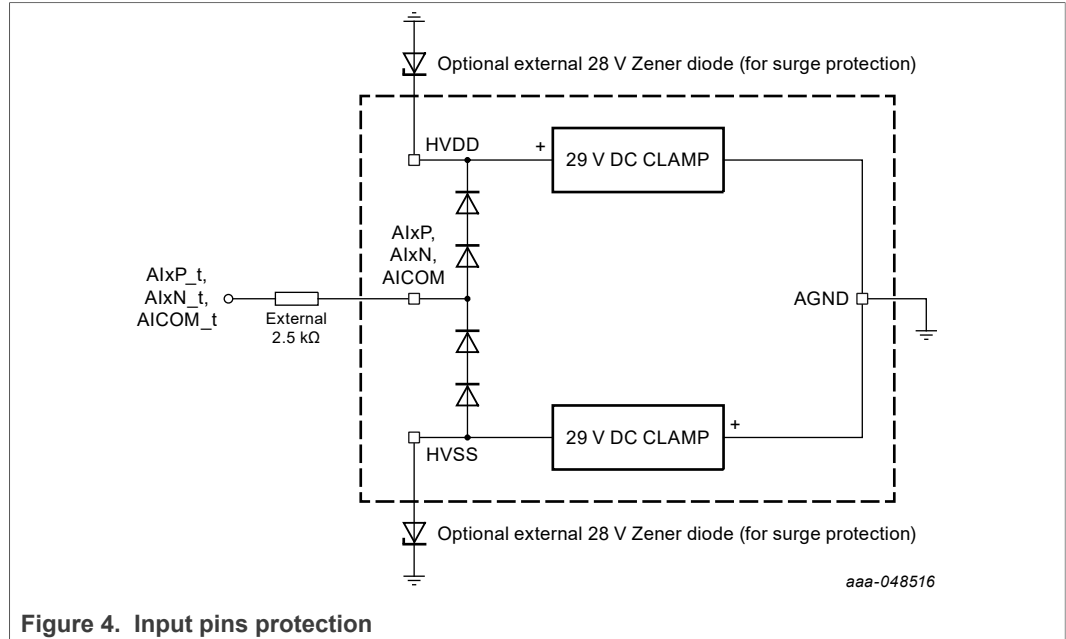 Optional external 28 V Zener diode (for surge protection)
HVDD
+
29 V DC CLAMP
AIxP,
AIxN,
AICOM
AIxP_t,
AIxN_t,
AICOM_t
External
2.5 kΩ
AGND
29 V DC CLAMP
+
HVSS
Optional external 28 V Zener diode (for surge protection)
aaa-048516
Figure 4. Input pins protection